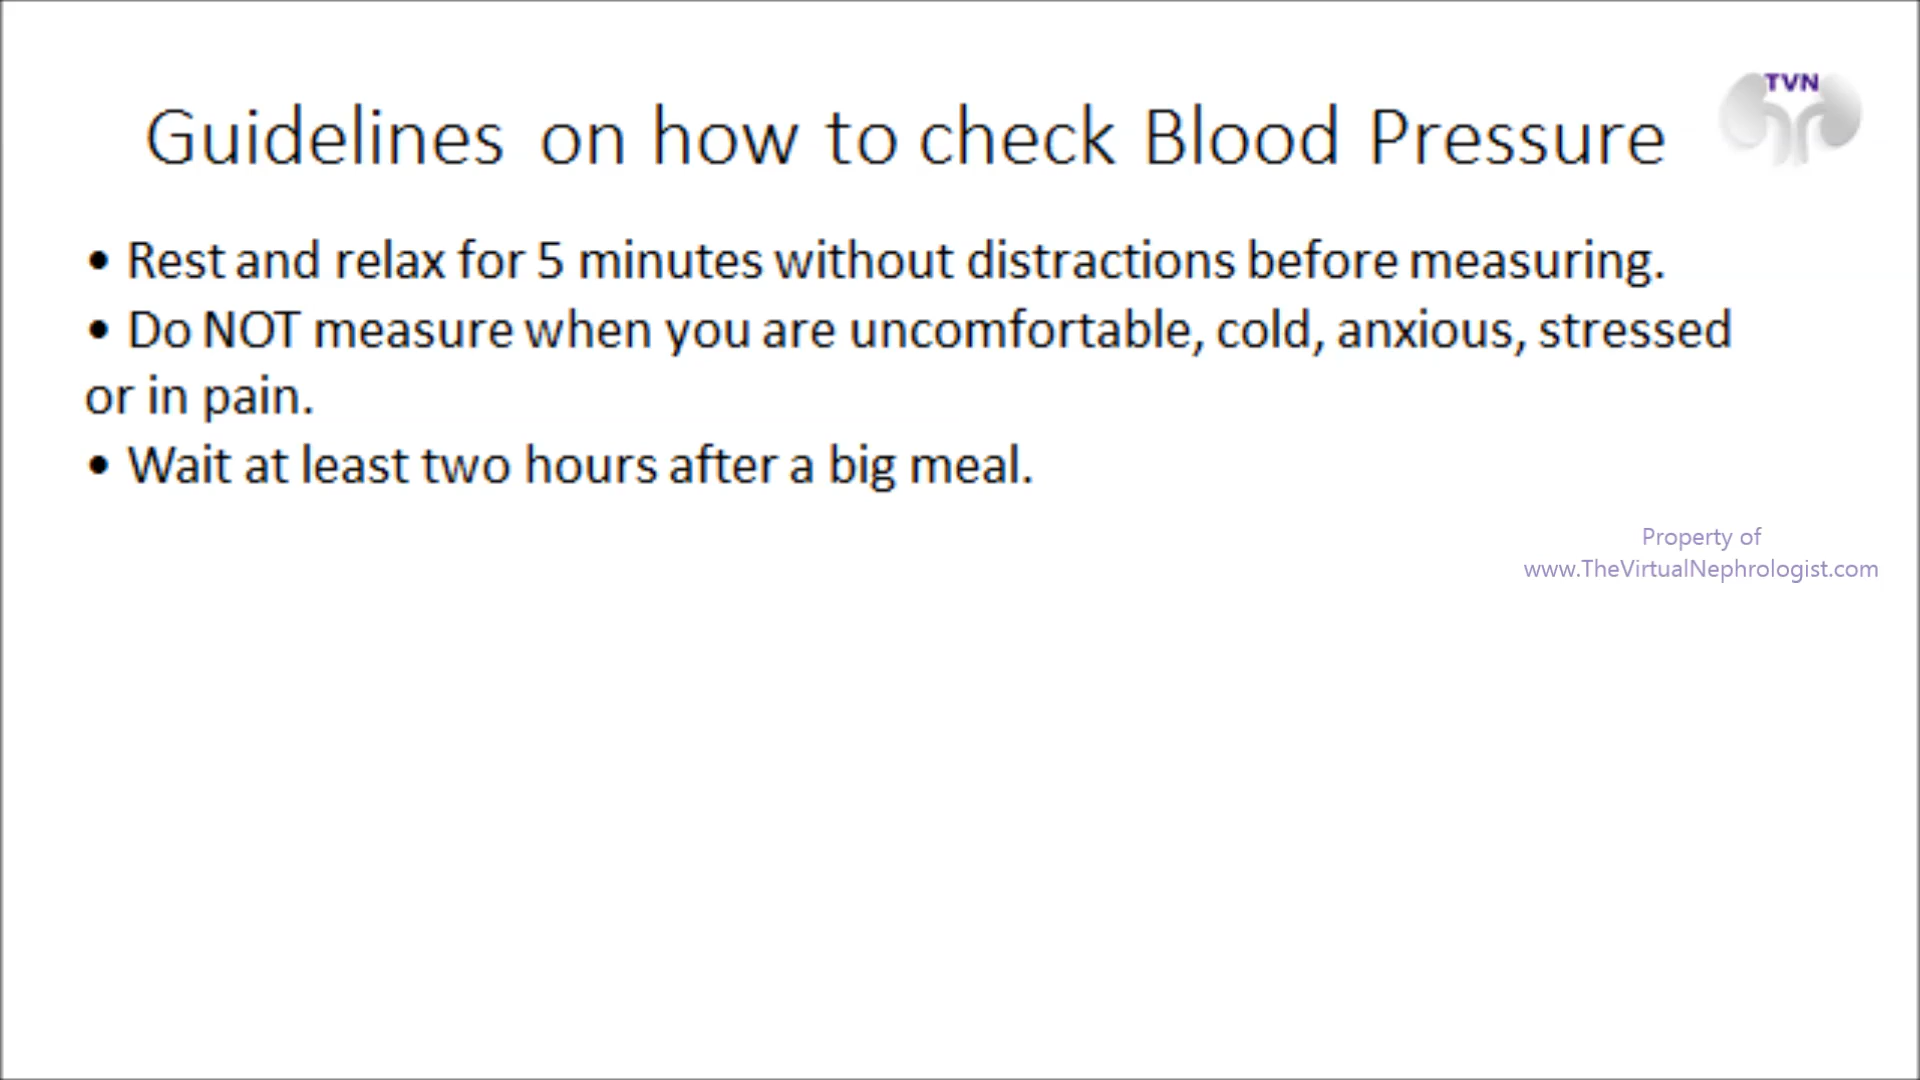 TVN
Guidelines on how to check Blood Pressure
• Rest and relax for 5 minutes without distractions before measuring.
• Do NOT measure when you are uncomfortable, cold, anxious, stressed
or in pain.
• Wait at least two hours after a big meal.
Property of
www.TheVirtualNephrologist.com